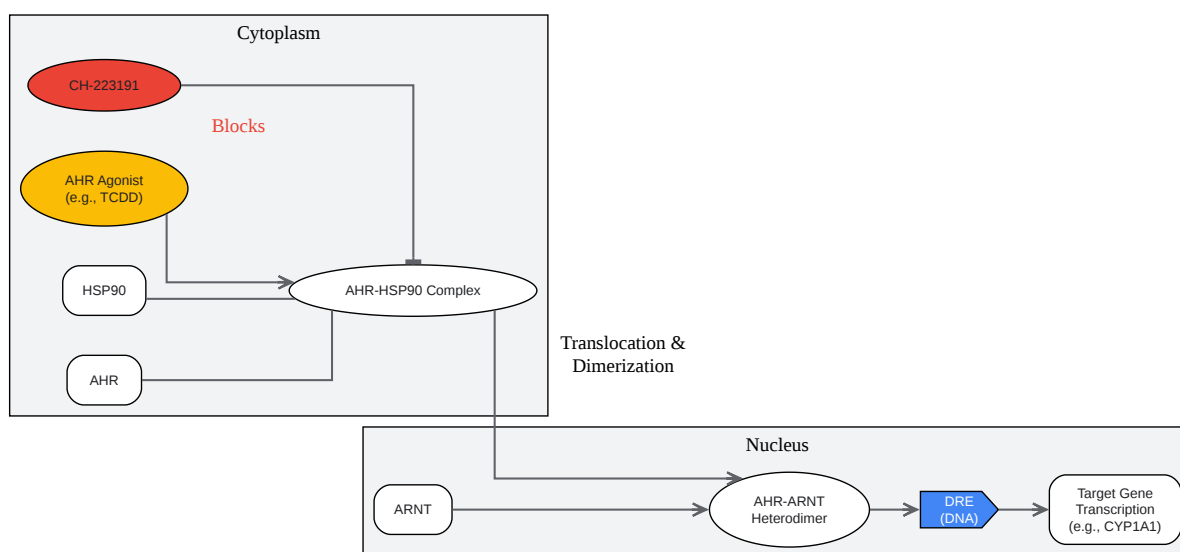 Cytoplasm
CH-223191
Blocks
AHR Agonist
(e.g., TCDD)
HSP90
AHR-HSP90 Complex
AHR
Translocation &
Dimerization
Nucleus
ARNT
AHR-ARNT
Heterodimer
DRE
(DNA)
Target Gene
Transcription
(e.g., CYP1A1)